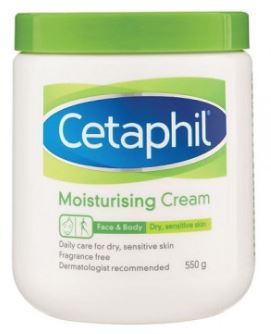 Cetaphil®
Moisturising Cream
Face & Body Dry, sensitive skin
Daily care for dry, sensitive skin
Fragrance free
Dermatologist recommended 550 g